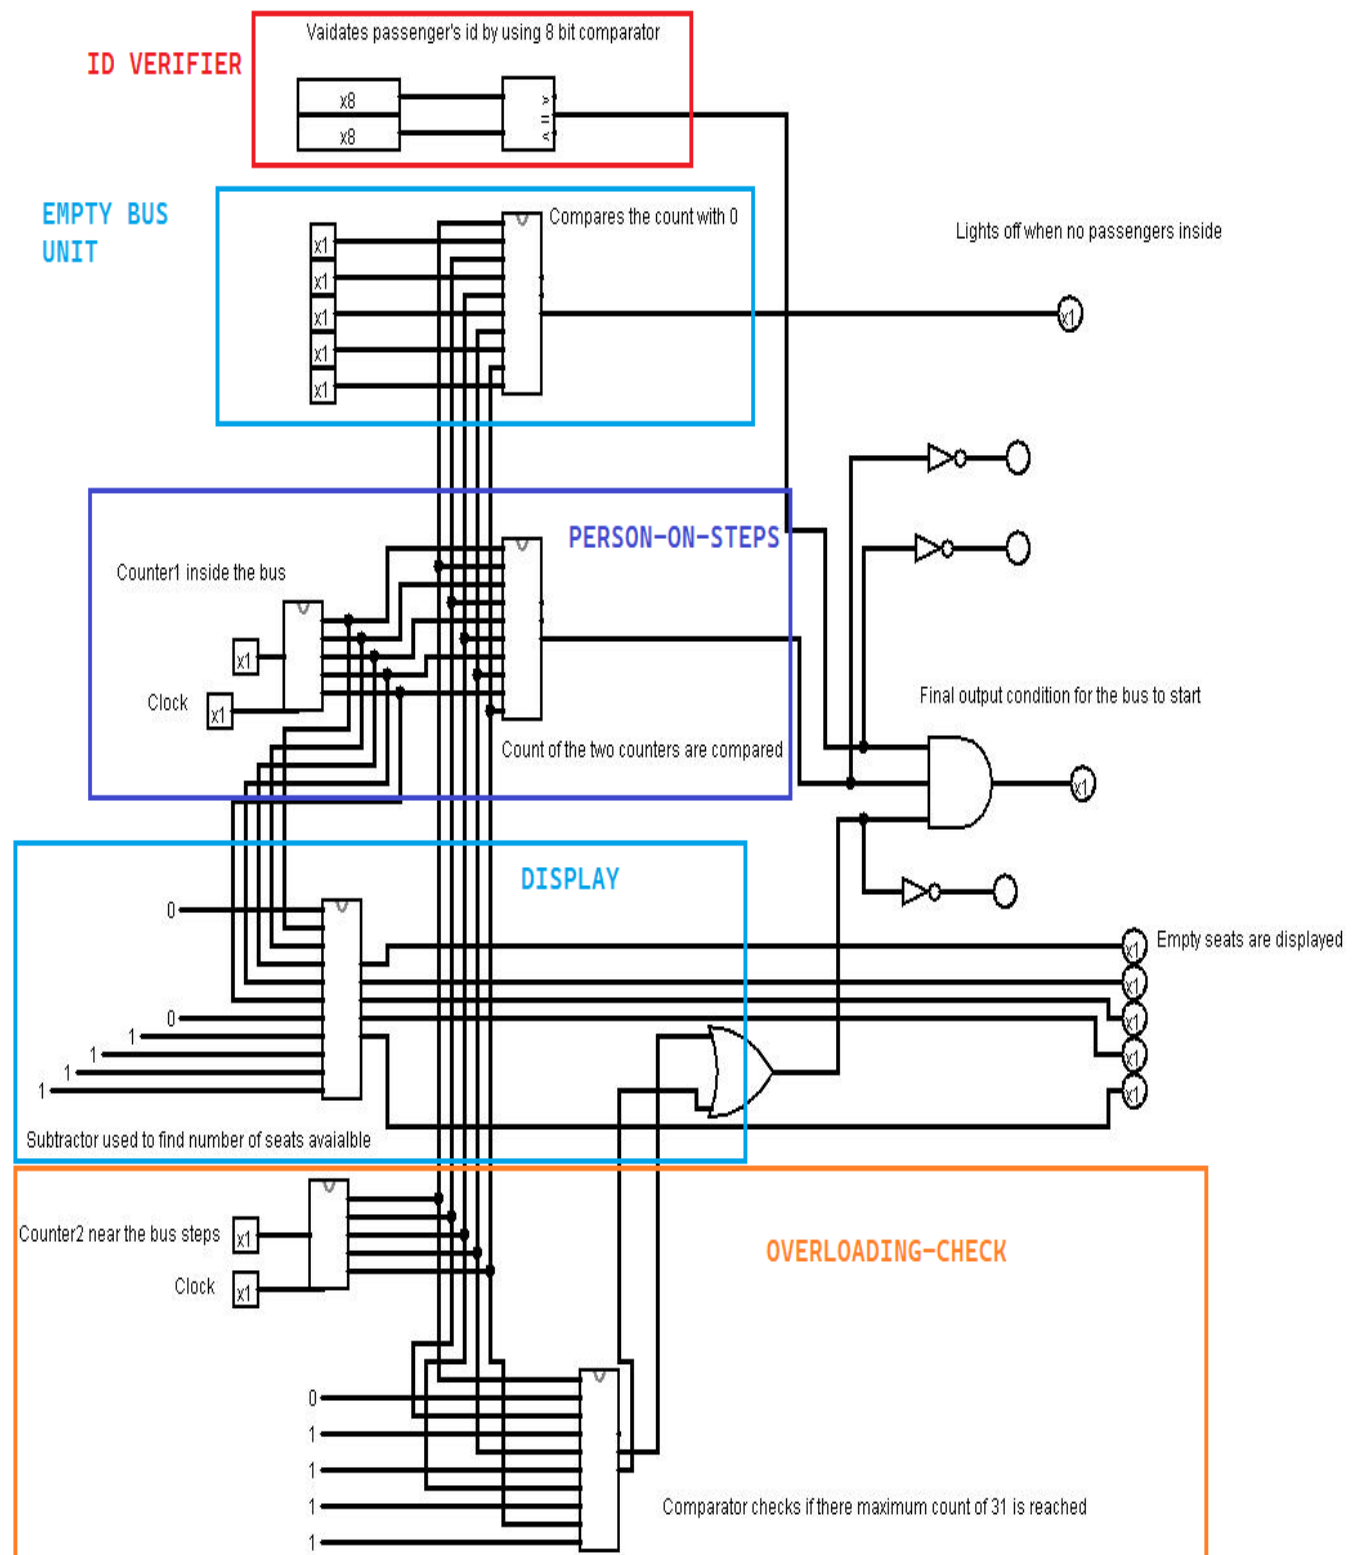 Vaidates passenger's id by using 8 bit comparator
ID VERIFIER
x8
x8
> = <
EMPTY BUS
UNIT
Compares the count with 0
Lights off when no passengers inside
x1
x1
x1
x1
x1
x1
PERSON-ON-STEPS
Counter1 inside the bus
x1
Clock
x1
Final output condition for the bus to start
Count of the two counters are compared
x1
DISPLAY
0
Empty seats are displayed
x1
x1
x1
x1
x1
0
1
1
1
1
Subtractor used to find number of seats avaialble
Counter2 near the bus steps
x1
Clock
x1
OVERLOADING-CHECK
0
1
1
1
1
Comparator checks if there maximum count of 31 is reached